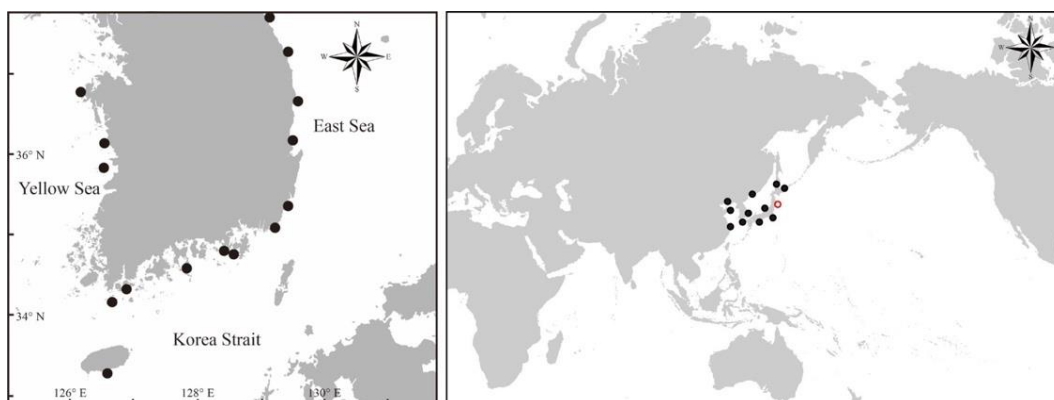 N
W E
S
East Sea
36° N
Yellow Sea
34° N
Korea Strait
126° E 128° E 130° E
N
W E
S